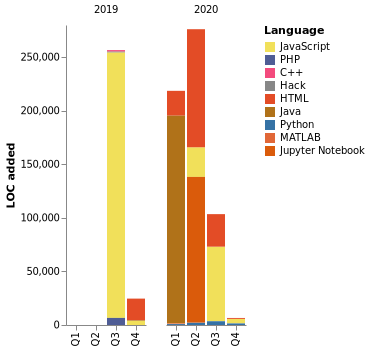 2019 2020
Language
JavaScript
PHP
C++
Hack
HTML
Java
Python
MATLAB
Jupyter Notebook
LOC added
250,000
200,000
150,000
100,000
50,000
0
Q1 Q2 Q3 Q4 Q1 Q2 Q3 Q4